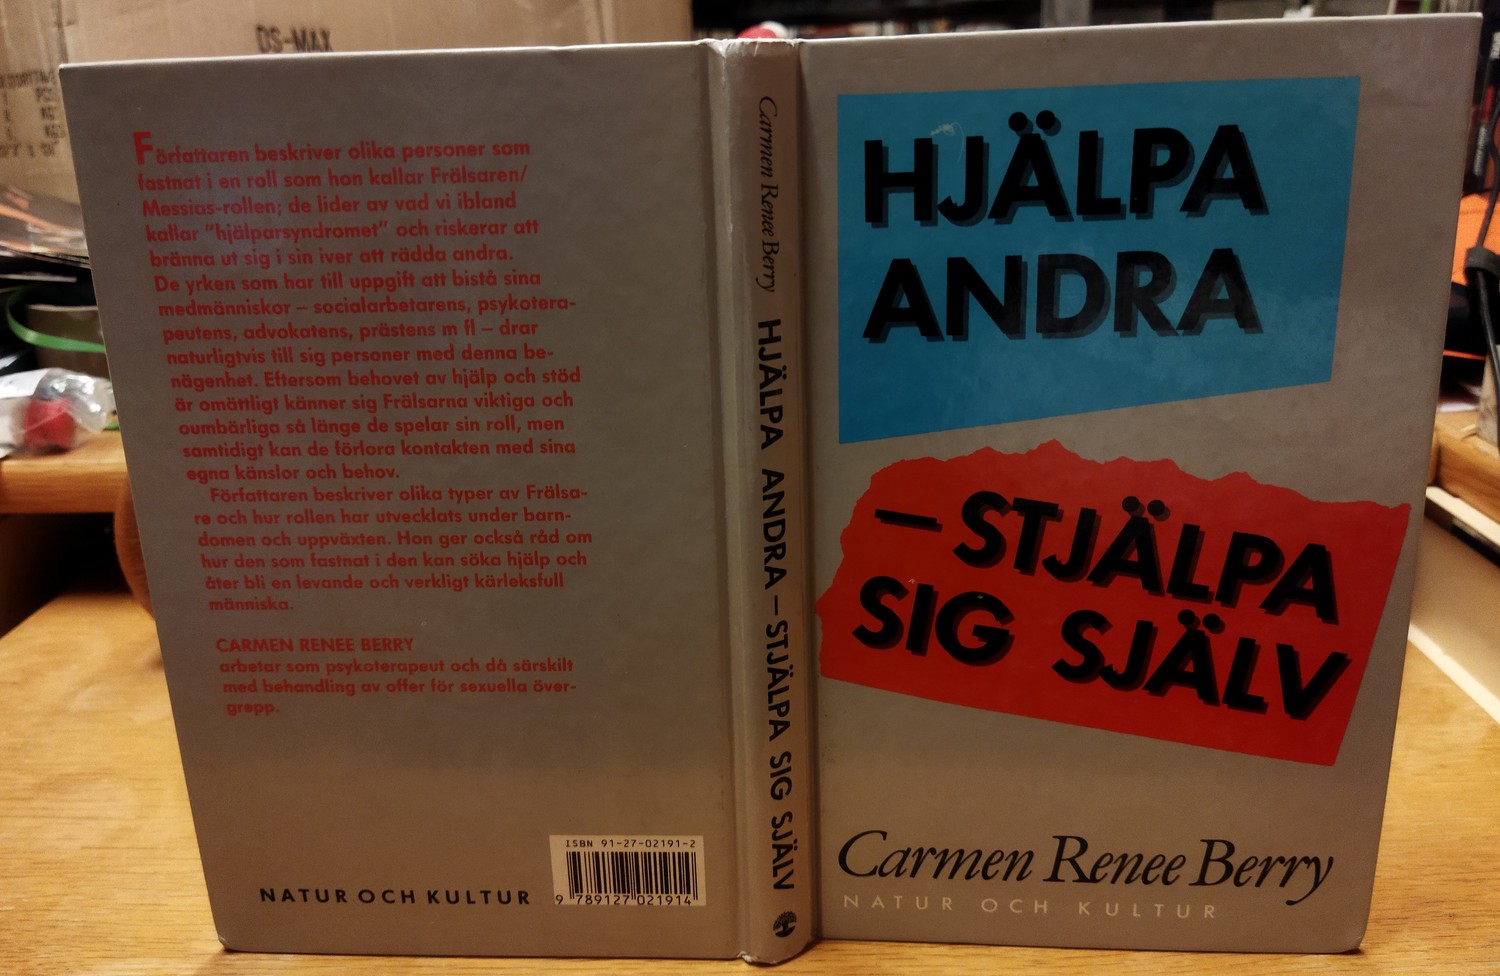 DS-MAX
Författaren beskriver olika personer som
fastnat i en roll som hon kallar Frälsaren/
Messias-rollen; de lider av vad vi ibland
kallar "hjälparsyndromet" och riskerar att
bränna ut sig i sin iver att rädda andra.
De yrken som har till uppgift att bistå sina
medmänniskor – socialarbetarens, psykotera-
peutens, advokatens, prästens m fl – drar
naturligtvis till sig personer med denna be-
nägenhet. Eftersom behovet av hjälp och stöd
är omättligt känner sig Frälsarna viktiga och
oumbärliga så länge de spelar sin roll, men
samtidigt kan de förlora kontakten med sina
egna känslor och behov.
Författaren beskriver olika typer av Frälsa-
re och hur rollen har utvecklats under barn-
domen och uppväxten. Hon ger också råd om
hur den som fastnat i den kan söka hjälp och
åter bli en levande och verkligt kärleksfull
människa.
CARMEN RENEE BERRY
arbetar som psykoterapeut och då särskilt
med behandling av offer för sexuella över-
grepp.
NATUR OCH KULTUR
ISBN 91-27-02191-2
9 789127 021914
Carmen Renee Berry HJÄLPA ANDRA – STJÄLPA SIG SJÄLV
HJÄLPA
ANDRA
– STJÄLPA
SIG SJÄLV
Carmen Renee Berry
NATUR OCH KULTUR